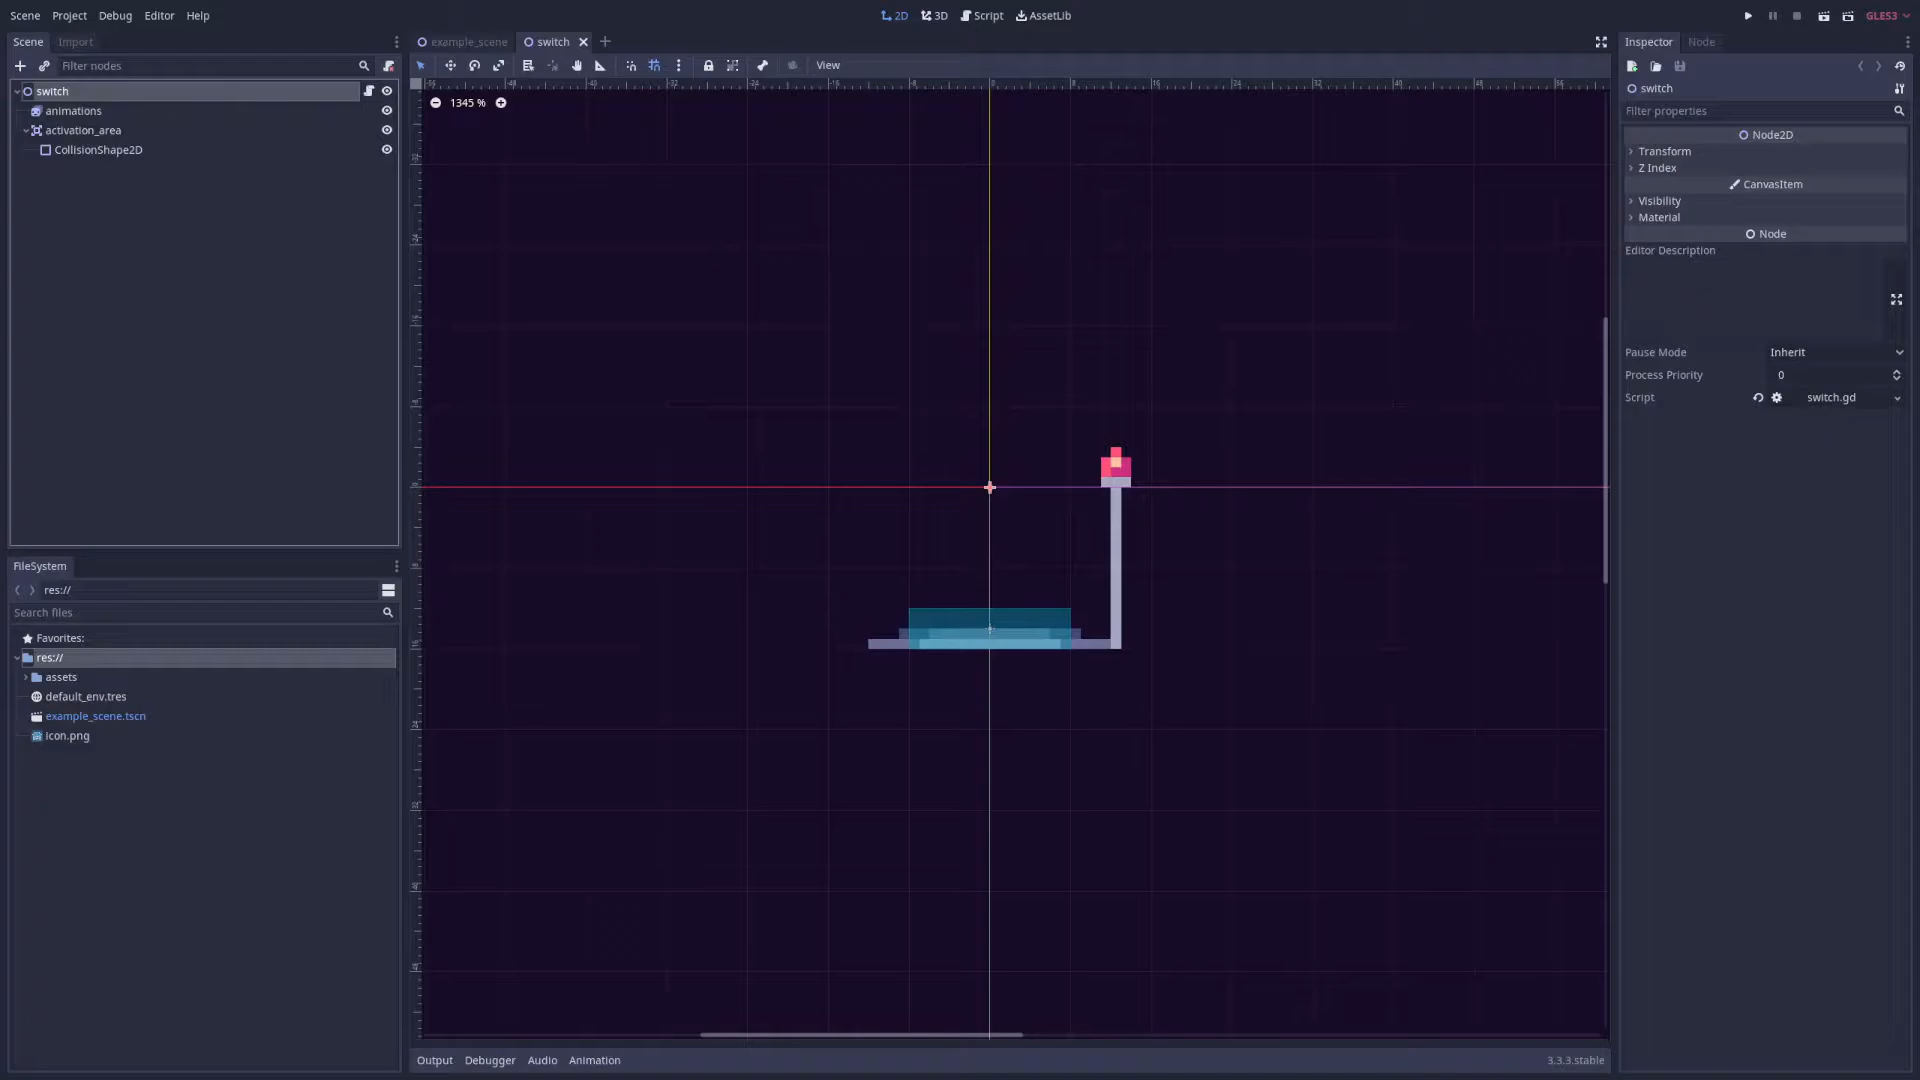 Scene Project Debug Editor Help
2D 3D Script AssetLib
GLES3
Scene Import
example_scene switch
Inspector Node
Filter nodes
View
switch
switch
animations
activation_area
CollisionShape2D
1345 %
Filter properties
Node2D
Transform
Z Index
CanvasItem
Visibility
Material
Node
Editor Description
Pause Mode Inherit
Process Priority 0
Script switch.gd
FileSystem
res://
Search files
Favorites:
res://
assets
default_env.tres
example_scene.tscn
icon.png
Output Debugger Audio Animation
3.3.3.stable